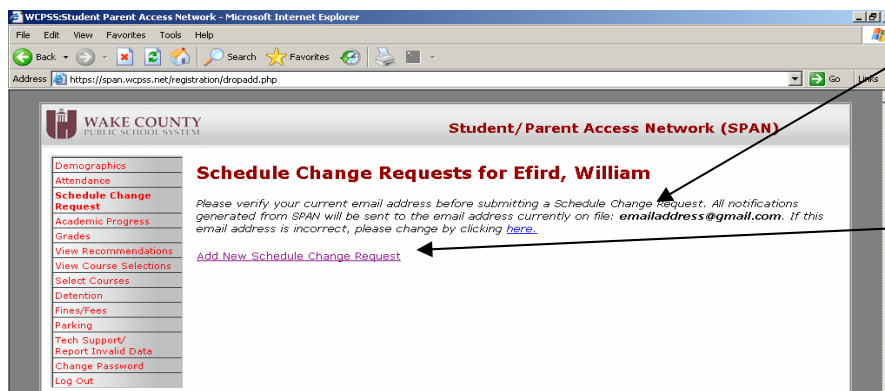 WCPSS:Student Parent Access Network - Microsoft Internet Explorer
File Edit View Favorites Tools Help
Back Search Favorites
Address https://span.wcpss.net/registration/dropadd.php Go Links
WAKE COUNTY
PUBLIC SCHOOL SYSTEM
Student/Parent Access Network (SPAN)
Demographics
Attendance
Schedule Change
Request
Academic Progress
Grades
View Recommendations
View Course Selections
Select Courses
Detention
Fines/Fees
Parking
Tech Support/
Report Invalid Data
Change Password
Log Out
Schedule Change Requests for Efird, William
Please verify your current email address before submitting a Schedule Change Request. All notifications
generated from SPAN will be sent to the email address currently on file: emailaddress@gmail.com. If this
email address is incorrect, please change by clicking here.
Add New Schedule Change Request